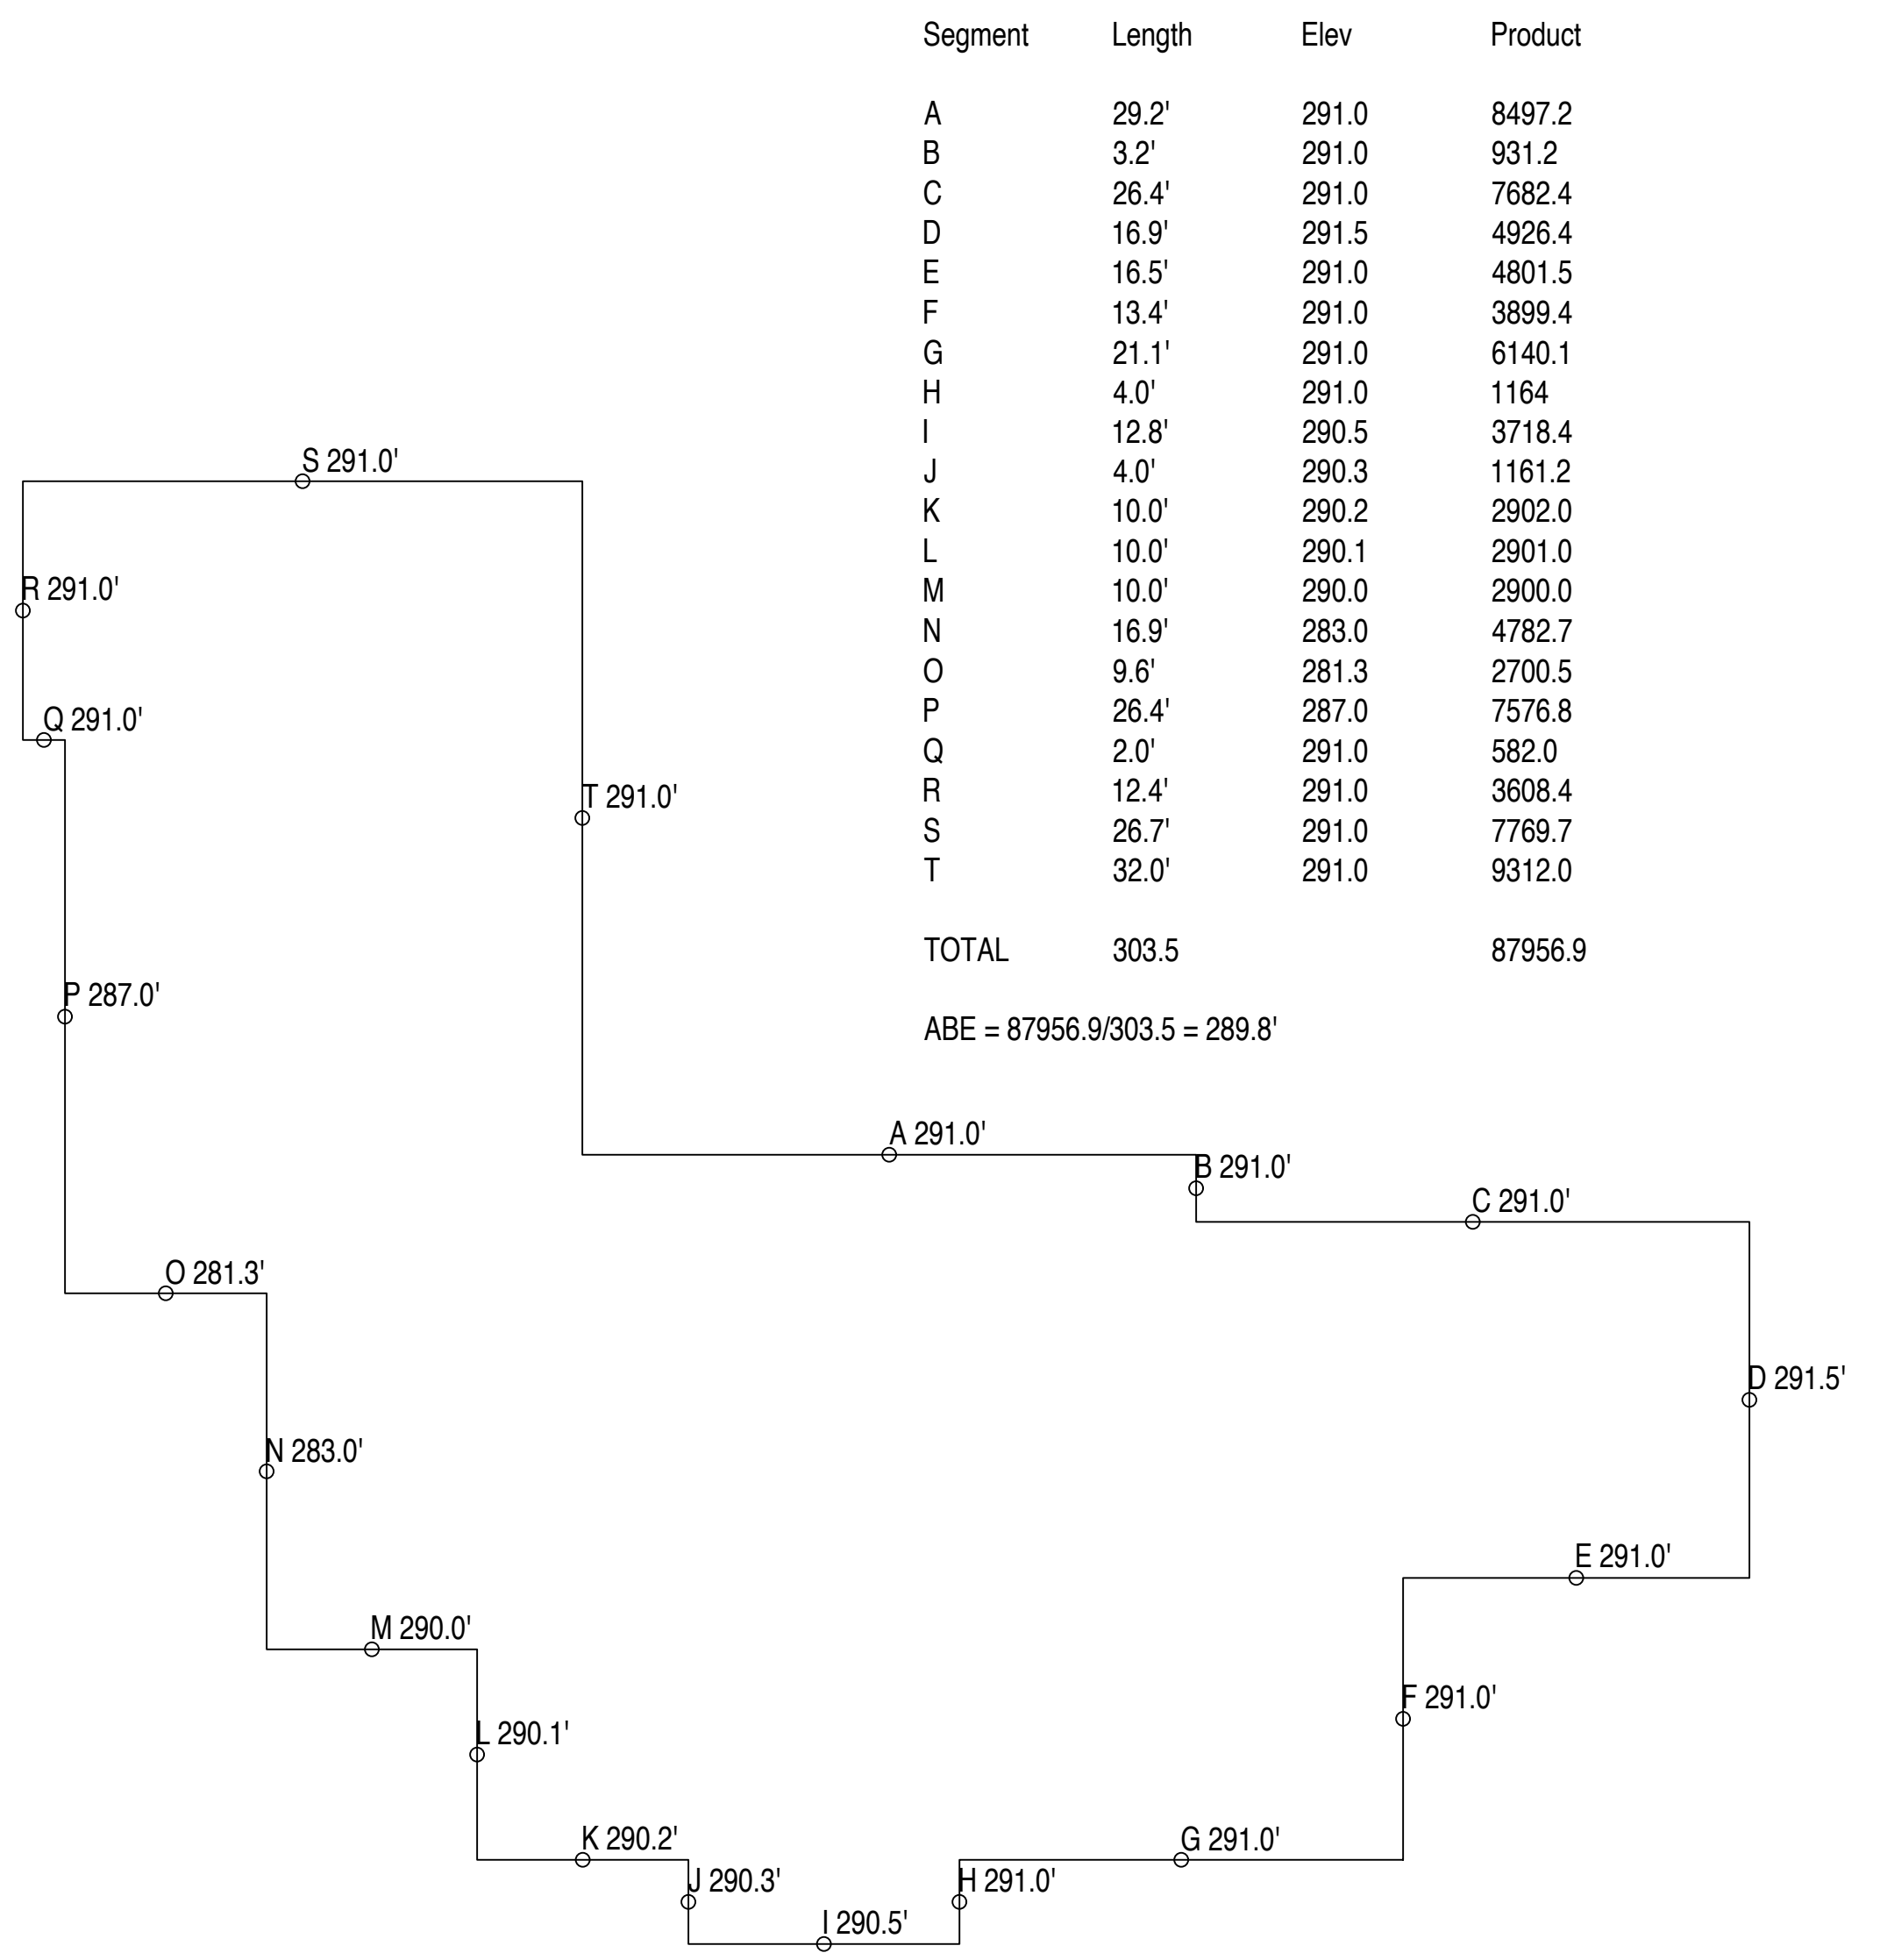 Segment Length Elev Product
A 29.2' 291.0 8497.2
B 3.2' 291.0 931.2
C 26.4' 291.0 7682.4
D 16.9' 291.5 4926.4
E 16.5' 291.0 4801.5
F 13.4' 291.0 3899.4
G 21.1' 291.0 6140.1
H 4.0' 291.0 1164
I 12.8' 290.5 3718.4
J 4.0' 290.3 1161.2
K 10.0' 290.2 2902.0
L 10.0' 290.1 2901.0
M 10.0' 290.0 2900.0
N 16.9' 283.0 4782.7
O 9.6' 281.3 2700.5
P 26.4' 287.0 7576.8
Q 2.0' 291.0 582.0
R 12.4' 291.0 3608.4
S 26.7' 291.0 7769.7
T 32.0' 291.0 9312.0
TOTAL 303.5 87956.9
ABE = 87956.9/303.5 = 289.8'
S 291.0'
R 291.0'
Q 291.0'
T 291.0'
P 287.0'
A 291.0'
B 291.0'
C 291.0'
O 281.3'
D 291.5'
N 283.0'
E 291.0'
M 290.0'
F 291.0'
L 290.1'
K 290.2'
G 291.0'
J 290.3'
H 291.0'
I 290.5'